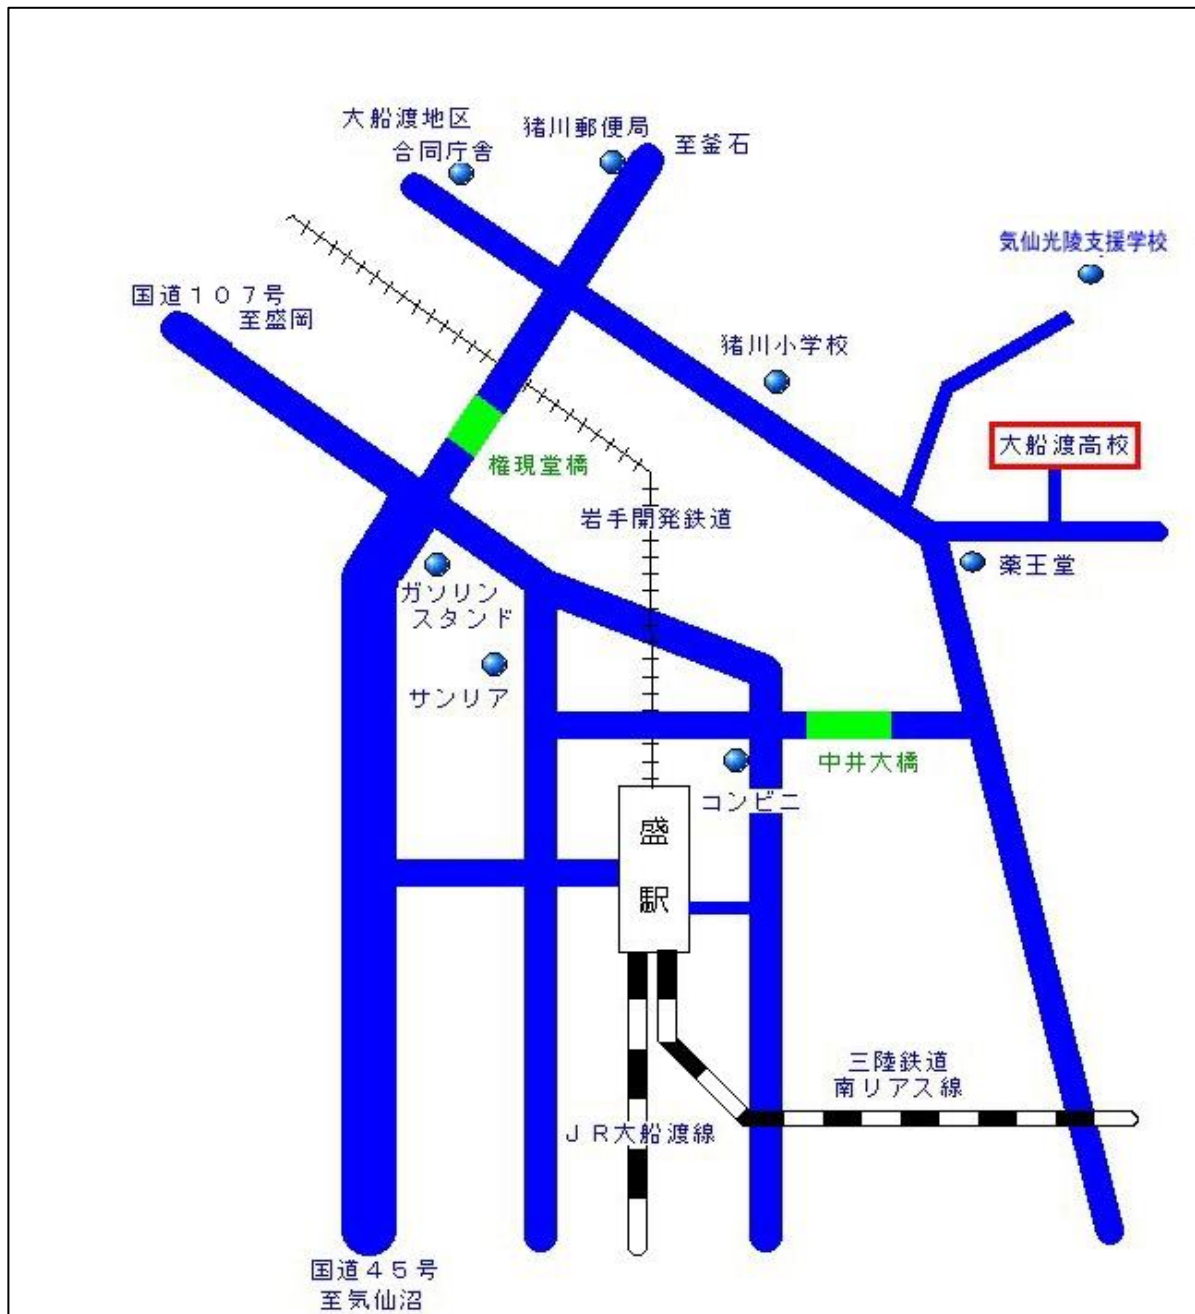 大船渡地区
合同庁舎
猪川郵便局
至釜石
気仙光陵支援学校
国道１０７号
至盛岡
猪川小学校
大船渡高校
権現堂橋
岩手開発鉄道
薬王堂
ガソリン
スタンド
サンリア
中井大橋
コンビニ
盛
駅
三陸鉄道
南リアス線
ＪＲ大船渡線
国道４５号
至気仙沼